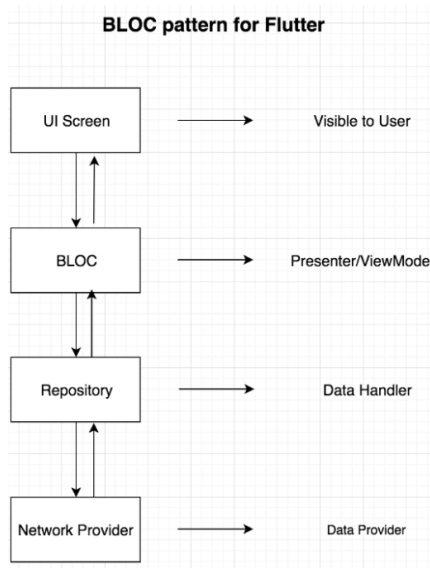 BLOC pattern for Flutter
UI Screen
Visible to User
BLOC
Presenter/ViewMode
Repository
Data Handler
Network Provider
Data Provider